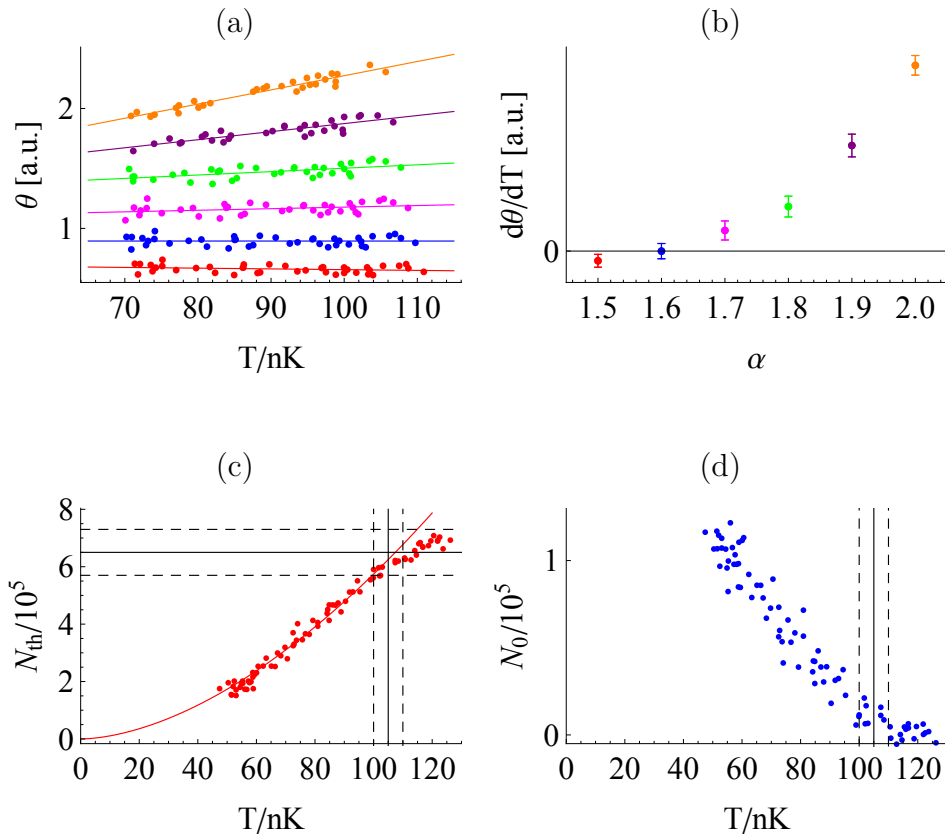 (a)
θ [a.u.]
2
1
70 80 90 100 110
T/nK
(b)
dθ/dT [a.u.]
0
1.5 1.6 1.7 1.8 1.9 2.0
α
(c)
N_th/10^5
8
6
4
2
0
0 20 40 60 80 100 120
T/nK
(d)
N_0/10^5
1
0
0 20 40 60 80 100 120
T/nK